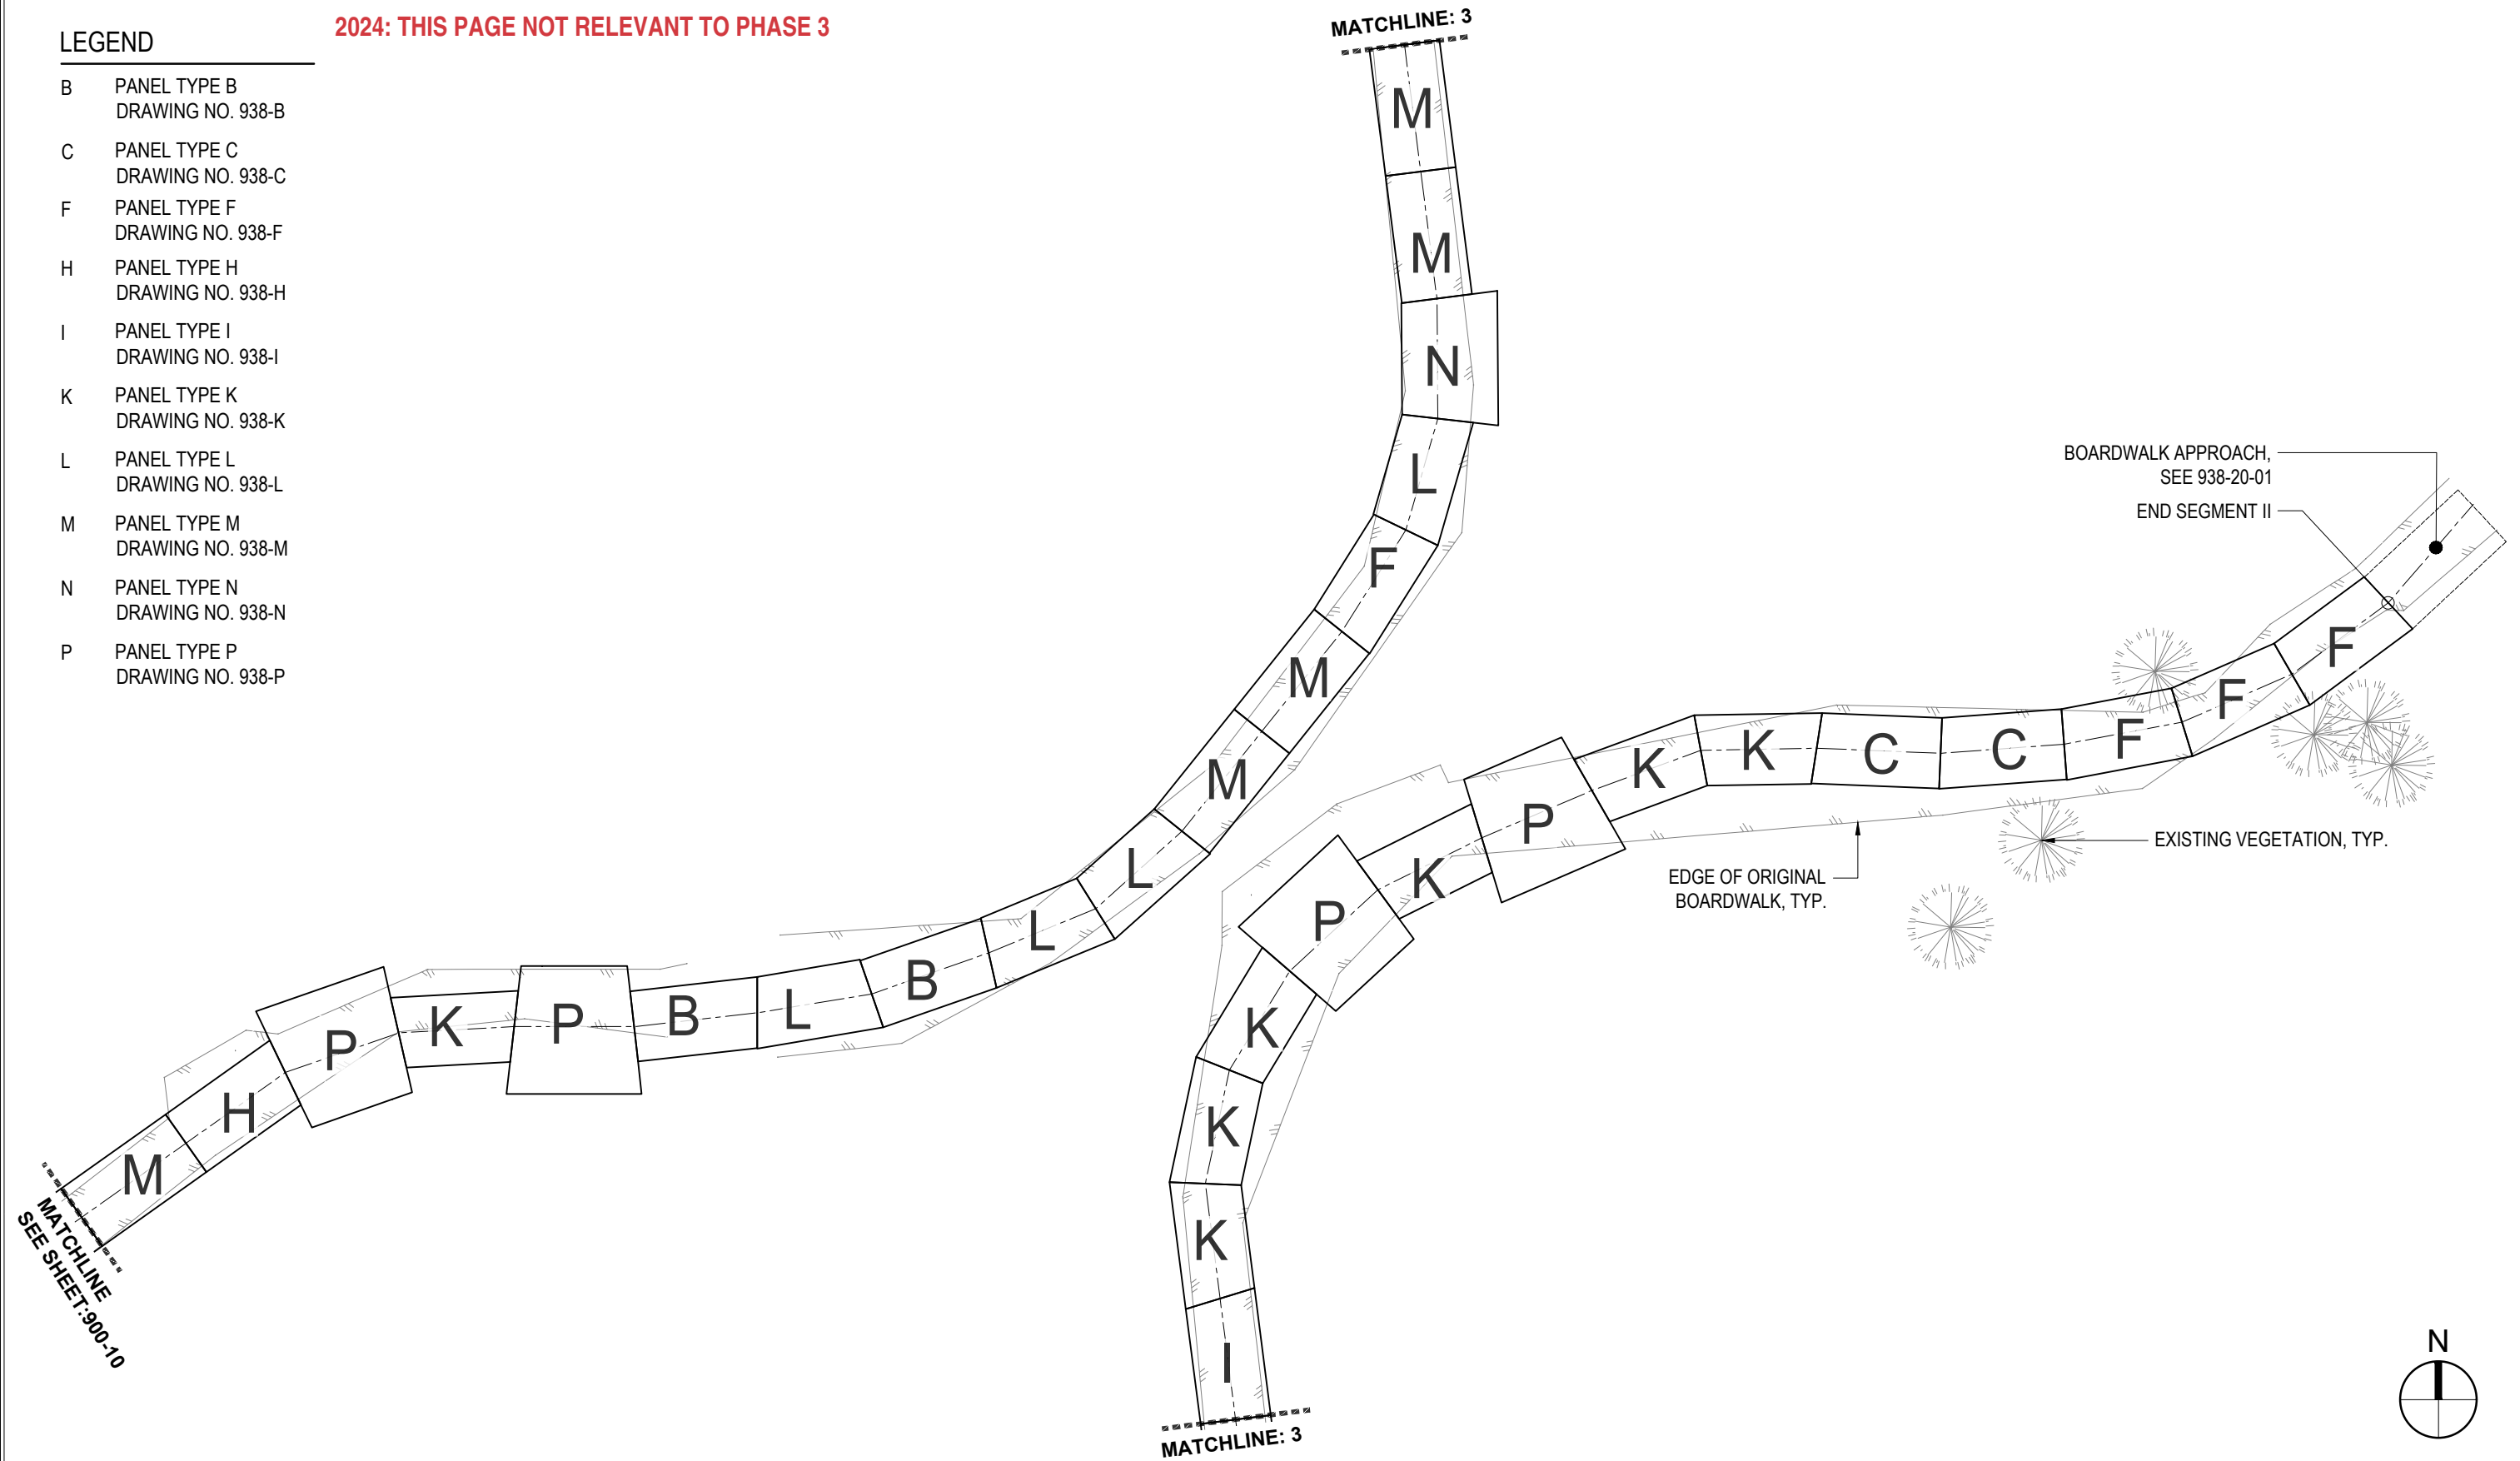 LEGEND
2024: THIS PAGE NOT RELEVANT TO PHASE 3
B PANEL TYPE B
DRAWING NO. 938-B
C PANEL TYPE C
DRAWING NO. 938-C
F PANEL TYPE F
DRAWING NO. 938-F
H PANEL TYPE H
DRAWING NO. 938-H
I PANEL TYPE I
DRAWING NO. 938-I
K PANEL TYPE K
DRAWING NO. 938-K
L PANEL TYPE L
DRAWING NO. 938-L
M PANEL TYPE M
DRAWING NO. 938-M
N PANEL TYPE N
DRAWING NO. 938-N
P PANEL TYPE P
DRAWING NO. 938-P
MATCHLINE: 3
M
M
N
L
F
M
M
L
L
B
L
B
P
K
P
H
M
MATCHLINE
SEE SHEET:900-10
BOARDWALK APPROACH,
SEE 938-20-01
END SEGMENT II
F
F
F
C
C
K
K
P
K
P
K
K
K
I
EXISTING VEGETATION, TYP.
EDGE OF ORIGINAL
BOARDWALK, TYP.
MATCHLINE: 3
N